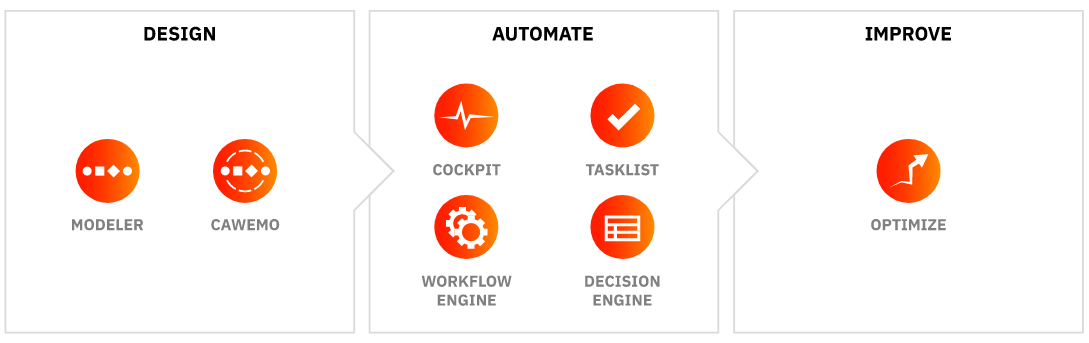 DESIGN
MODELER
CAWEMO
AUTOMATE
COCKPIT
TASKLIST
WORKFLOW
ENGINE
DECISION
ENGINE
IMPROVE
OPTIMIZE